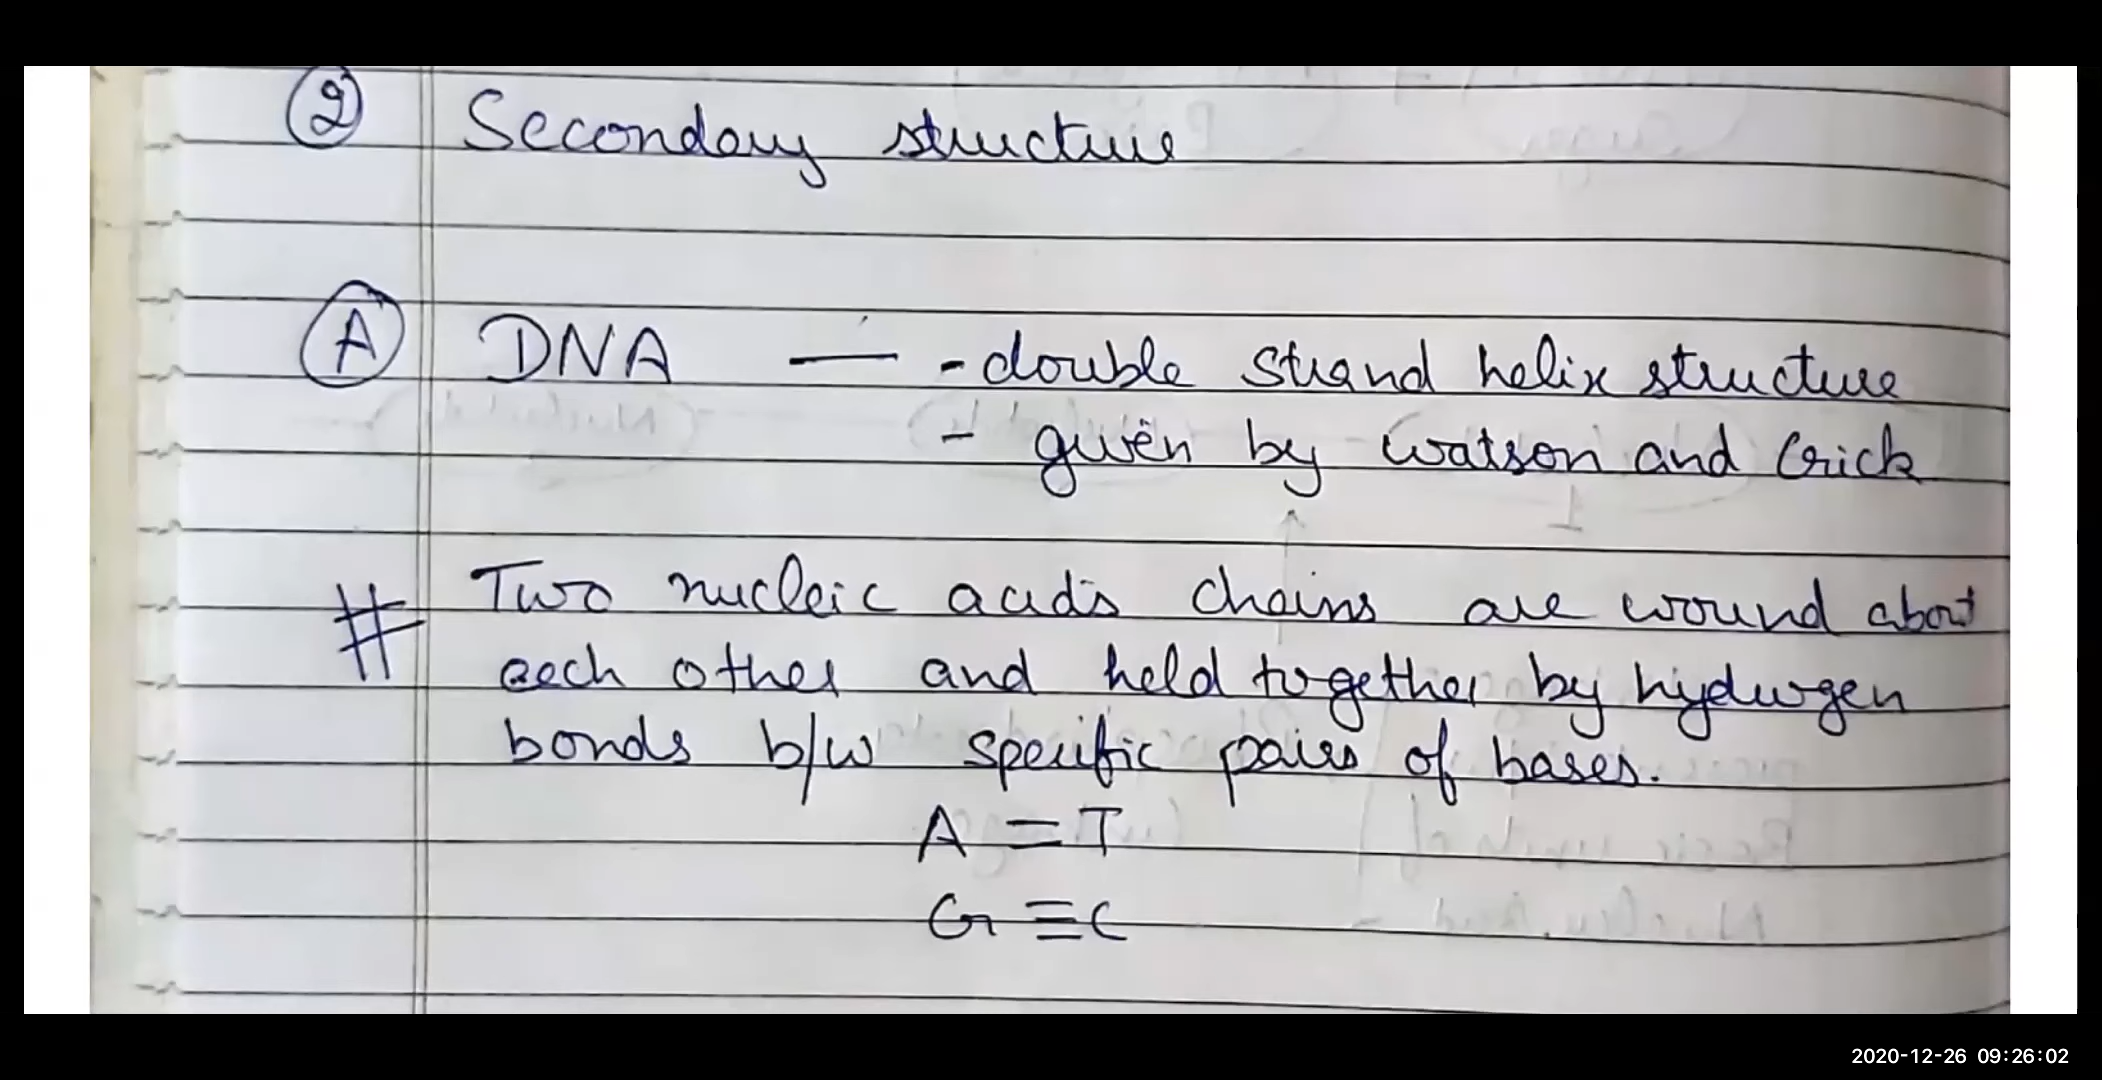 2 Secondary structure
A DNA — - double strand helix structure
- given by Watson and Crick
# Two nucleic acids chains are wound about
each other and held together by hydrogen
bonds b/w specific pairs of bases.
A = T
G ≡ C
2020-12-26 09:26:02